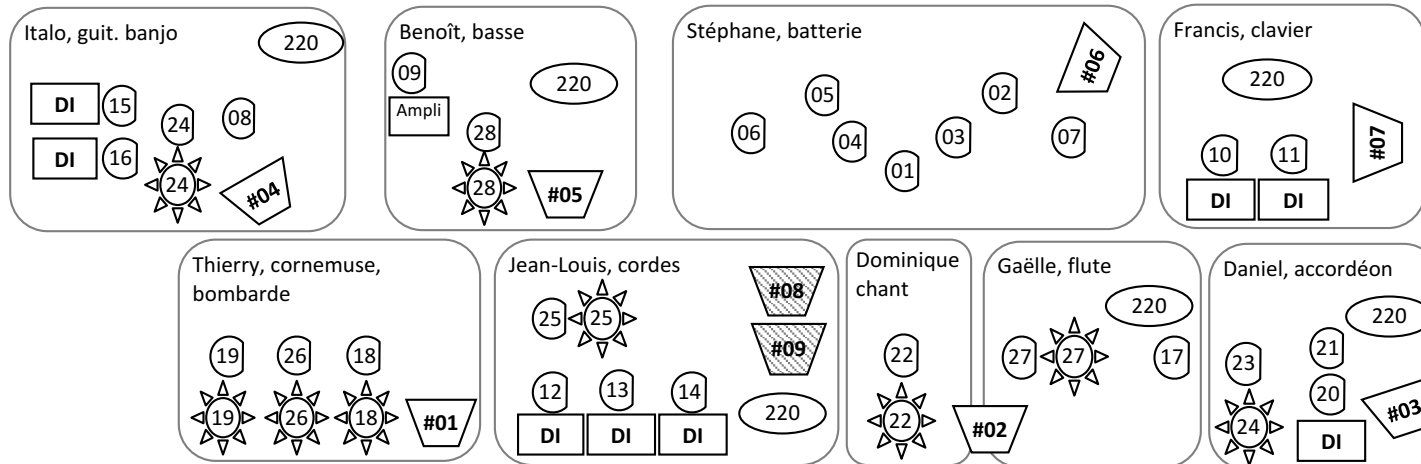 Italo, guit. banjo
220
DI
15
24
08
DI
16
24
#04
Benoît, basse
09
220
Ampli
28
28
#05
Stéphane, batterie
#06
05
02
06
04
03
07
01
Francis, clavier
220
#07
10
11
DI
DI
Thierry, cornemuse,
bombarde
19
26
18
19
26
18
#01
Jean-Louis, cordes
#08
25
25
#09
12
13
14
220
DI
DI
DI
Dominique
chant
22
22
#02
Gaëlle, flute
220
27
27
17
Daniel, accordéon
220
21
23
20
#03
24
DI